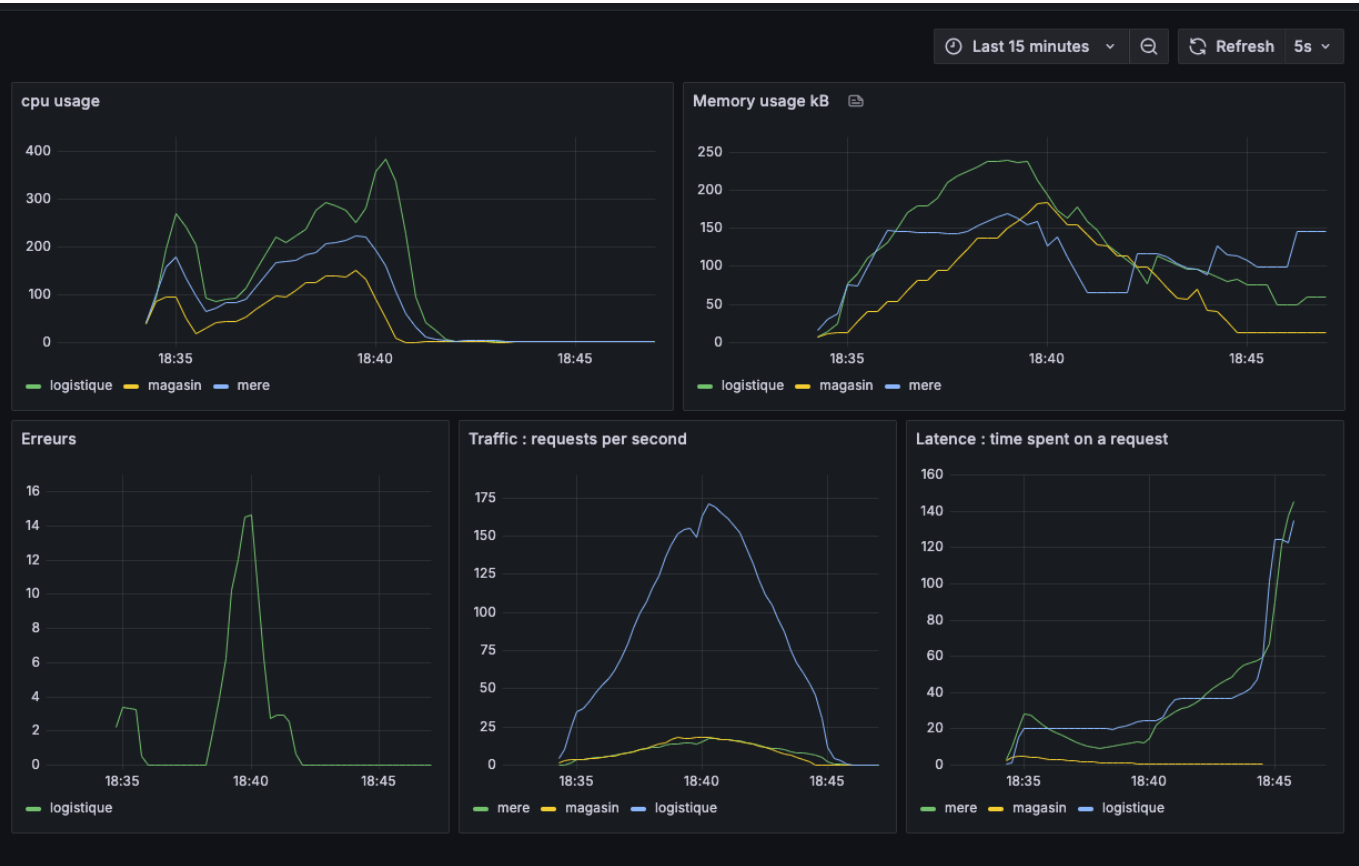 Last 15 minutes Refresh 5s
cpu usage
400
300
200
100
0
18:35 18:40 18:45
logistique magasin mere
Memory usage kB
250
200
150
100
50
0
18:35 18:40 18:45
logistique magasin mere
Erreurs
16
14
12
10
8
6
4
2
0
18:35 18:40 18:45
logistique
Traffic : requests per second
175
150
125
100
75
50
25
0
18:35 18:40 18:45
mere magasin logistique
Latence : time spent on a request
160
140
120
100
80
60
40
20
0
18:35 18:40 18:45
mere magasin logistique